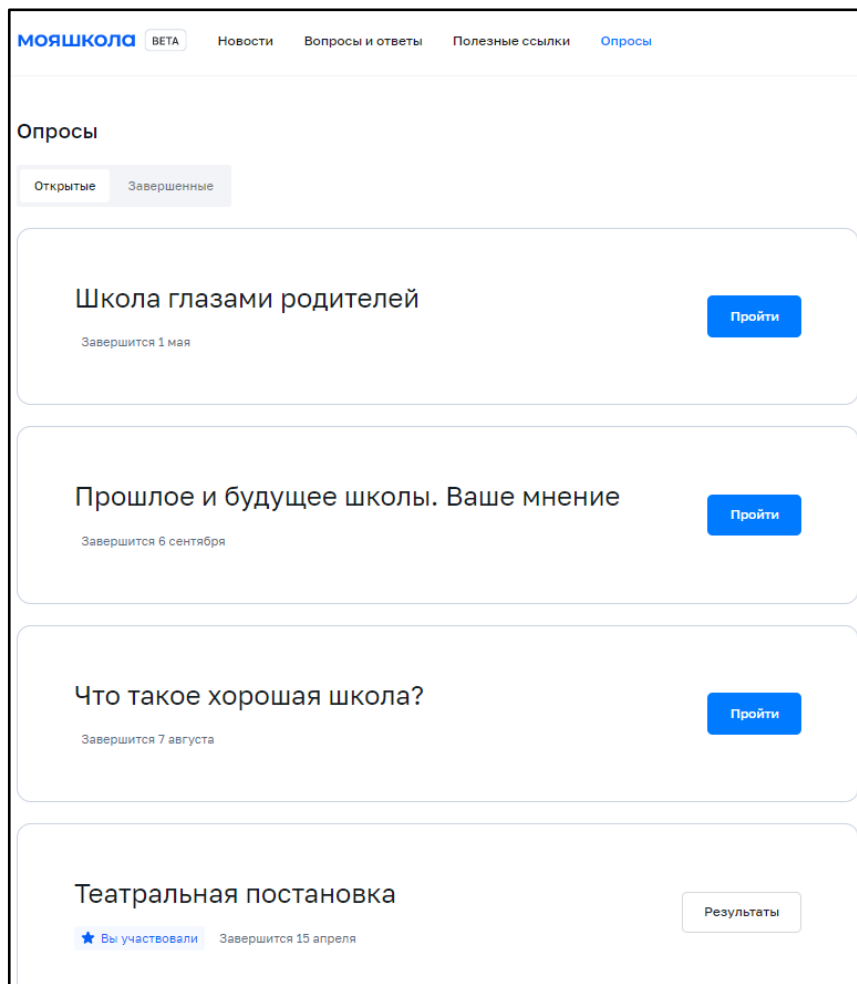 МОЯШКОЛА BETA Новости Вопросы и ответы Полезные ссылки Опросы
Опросы
Открытые Завершенные
Школа глазами родителей
Пройти
Завершится 1 мая
Прошлое и будущее школы. Ваше мнение
Пройти
Завершится 6 сентября
Что такое хорошая школа?
Пройти
Завершится 7 августа
Театральная постановка
Результаты
Вы участвовали Завершится 15 апреля